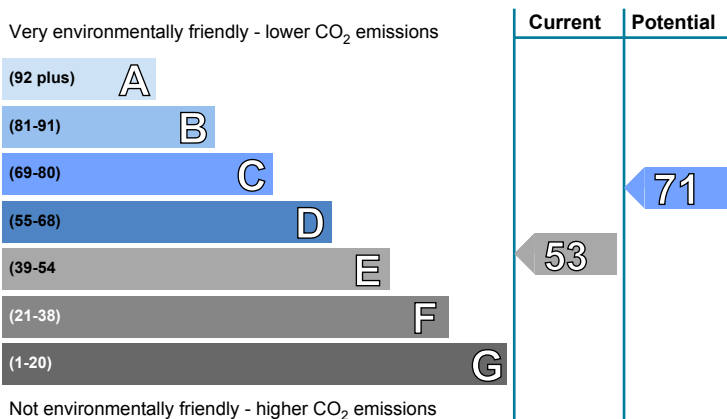 Very environmentally friendly - lower CO2 emissions
Current
Potential
(92 plus) A
(81-91) B
(69-80) C
71
(55-68) D
53
(39-54 E
(21-38) F
(1-20) G
Not environmentally friendly - higher CO2 emissions